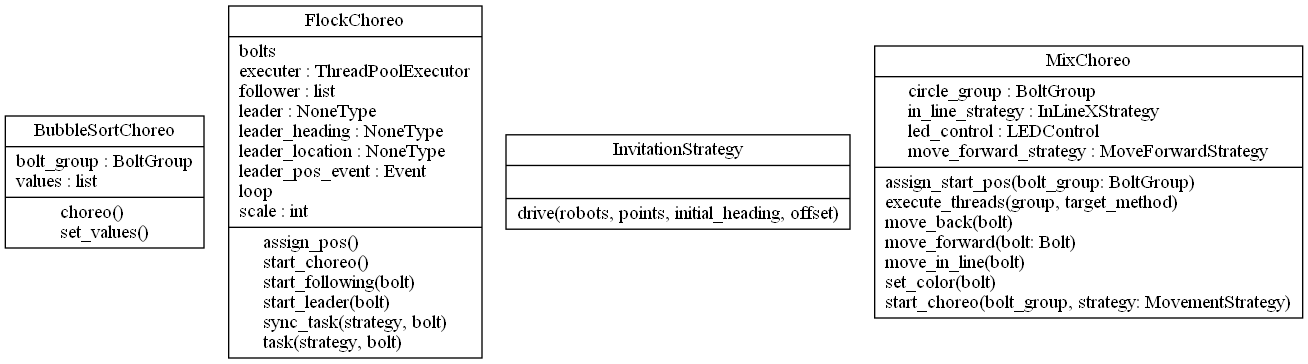 BubbleSortChoreo
bolt_group : BoltGroup
values : list
choreo()
set_values()
FlockChoreo
bolts
executer : ThreadPoolExecutor
follower : list
leader : NoneType
leader_heading : NoneType
leader_location : NoneType
leader_pos_event : Event
loop
scale : int
assign_pos()
start_choreo()
start_following(bolt)
start_leader(bolt)
sync_task(strategy, bolt)
task(strategy, bolt)
InvitationStrategy
drive(robots, points, initial_heading, offset)
MixChoreo
circle_group : BoltGroup
in_line_strategy : InLineXStrategy
led_control : LEDControl
move_forward_strategy : MoveForwardStrategy
assign_start_pos(bolt_group: BoltGroup)
execute_threads(group, target_method)
move_back(bolt)
move_forward(bolt: Bolt)
move_in_line(bolt)
set_color(bolt)
start_choreo(bolt_group, strategy: MovementStrategy)